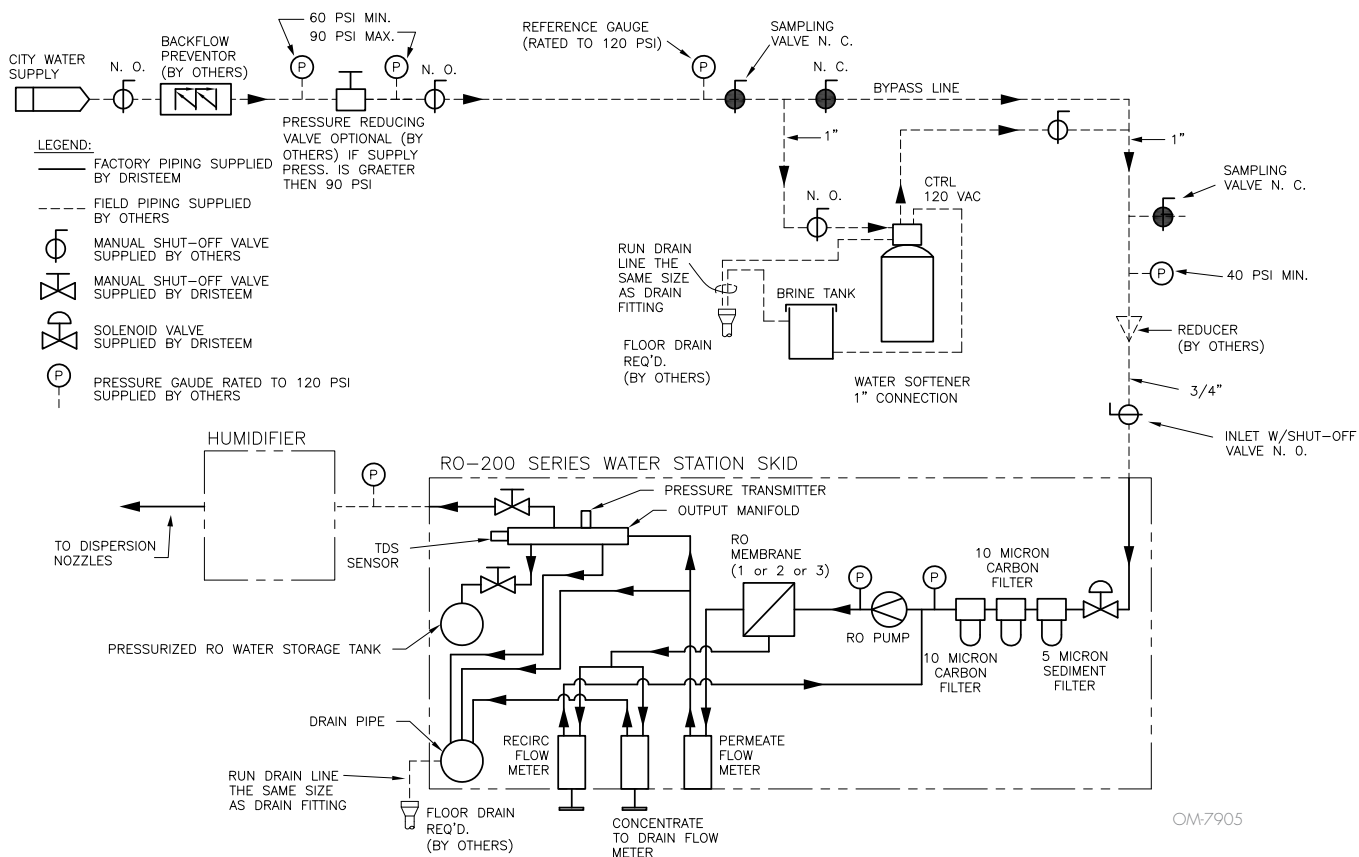 60 PSI MIN.
90 PSI MAX.
CITY WATER
SUPPLY
N. O.
BACKFLOW
PREVENTOR
(BY OTHERS)
P
P
N. O.
PRESSURE REDUCING
VALVE OPTIONAL (BY
OTHERS) IF SUPPLY
PRESS. IS GRAETER
THEN 90 PSI
REFERENCE GAUGE
(RATED TO 120 PSI)
P
SAMPLING
VALVE N. C.
N. C.
BYPASS LINE
1"
1"
SAMPLING
VALVE N. C.
P
40 PSI MIN.
REDUCER
(BY OTHERS)
3/4"
INLET W/SHUT-OFF
VALVE N. O.
N. O.
CTRL
120 VAC
RUN DRAIN
LINE THE
SAME SIZE
AS DRAIN
FITTING
BRINE TANK
FLOOR DRAIN
REQ'D.
(BY OTHERS)
WATER SOFTENER
1" CONNECTION
LEGEND:
FACTORY PIPING SUPPLIED
BY DRISTEEM
FIELD PIPING SUPPLIED
BY OTHERS
MANUAL SHUT-OFF VALVE
SUPPLIED BY OTHERS
MANUAL SHUT-OFF VALVE
SUPPLIED BY DRISTEEM
SOLENOID VALVE
SUPPLIED BY DRISTEEM
P
PRESSURE GAUDE RATED TO 120 PSI
SUPPLIED BY OTHERS
HUMIDIFIER
P
TO DISPERSION
NOZZLES
RO-200 SERIES WATER STATION SKID
PRESSURE TRANSMITTER
OUTPUT MANIFOLD
TDS
SENSOR
RO
MEMBRANE
(1 or 2 or 3)
P
P
RO PUMP
10 MICRON
CARBON
FILTER
10 MICRON
CARBON
FILTER
5 MICRON
SEDIMENT
FILTER
PRESSURIZED RO WATER STORAGE TANK
DRAIN PIPE
RUN DRAIN LINE
THE SAME SIZE
AS DRAIN FITTING
FLOOR DRAIN
REQ'D.
(BY OTHERS)
RECIRC
FLOW
METER
CONCENTRATE
TO DRAIN FLOW
METER
PERMEATE
FLOW
METER
OM-7905